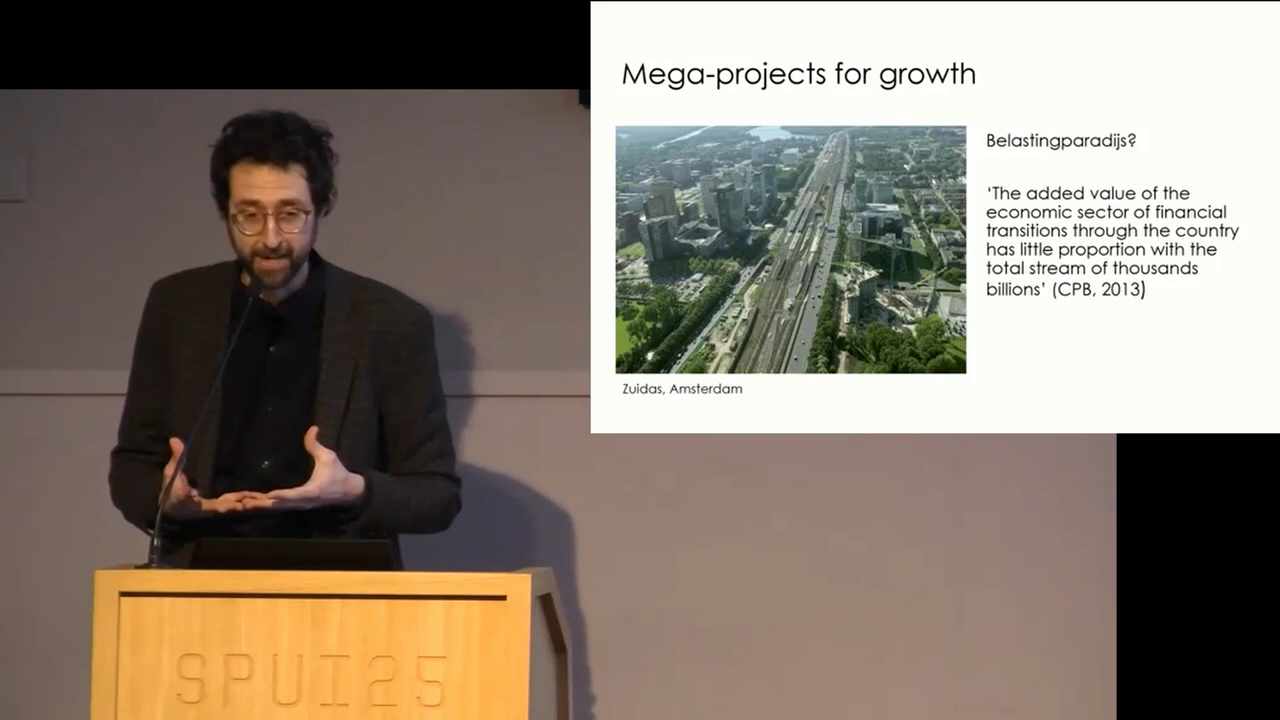 Mega-projects for growth
Belastingparadijs?
‘The added value of the
economic sector of financial
transitions through the country
has little proportion with the
total stream of thousands
billions’ (CPB, 2013)
Zuidas, Amsterdam
SPUI25